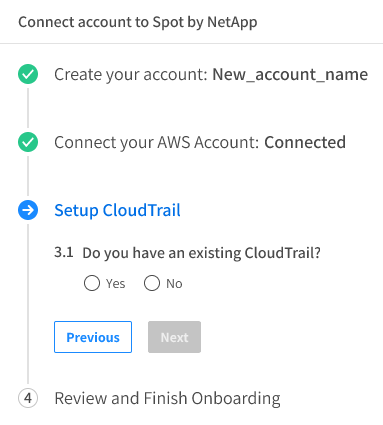 Connect account to Spot by NetApp
Create your account: New_account_name
Connect your AWS Account: Connected
Setup CloudTrail
3.1 Do you have an existing CloudTrail?
Yes No
Previous Next
4 Review and Finish Onboarding